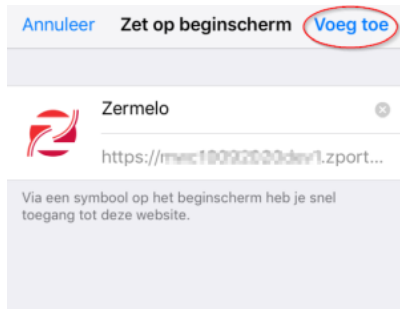 Annuleer Zet op beginscherm Voeg toe
Zermelo
https:// .zport...
Via een symbool op het beginscherm heb je snel
toegang tot deze website.